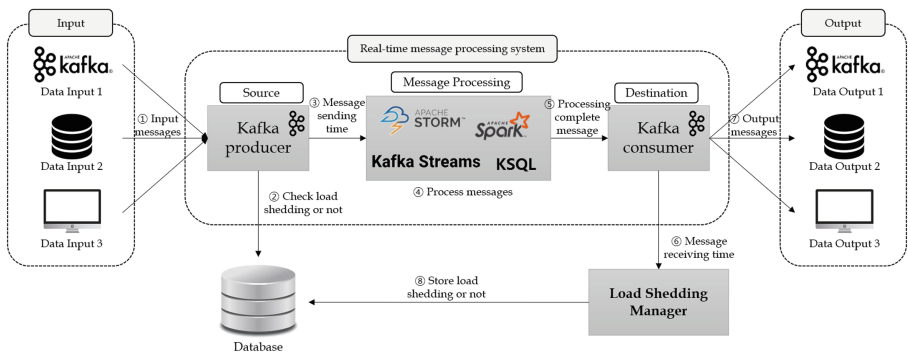 Input
APACHE
kafka®
Data Input 1
Data Input 2
Data Input 3
① Input
messages
Real-time message processing system
Source
Kafka
producer
② Check load
shedding or not
③ Message
sending
time
Message Processing
APACHE
STORM™
APACHE
Spark™
Kafka Streams
KSQL
④ Process messages
⑤ Processing
complete
message
Destination
Kafka
consumer
⑥ Message
receiving time
⑦ Output
messages
Output
APACHE
kafka®
Data Output 1
Data Output 2
Data Output 3
Load Shedding
Manager
⑧ Store load
shedding or not
Database